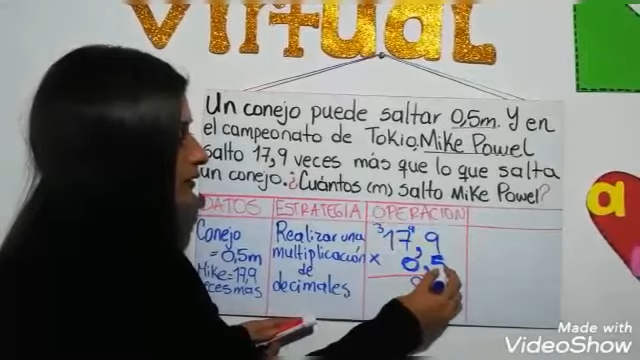 virtual
Un conejo puede saltar 0,5m. Y en
el campeonato de Tokio, Mike Powel
salto 17,9 veces más que lo que salta
un conejo. ¿Cuántos (m) salto Mike Powel?
DATOS ESTRATEGIA OPERACIÓN
Conejo
= 0,5m
Mike = 17,9
veces más
Realizar una
multiplicación
de
decimales
17,9
x 0,5
a
Made with
VideoShow